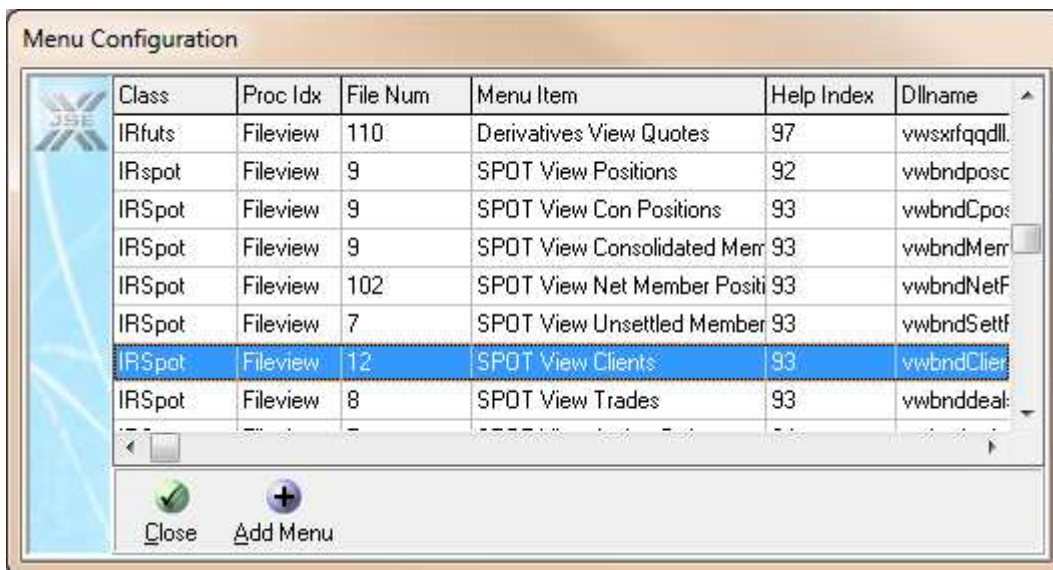 Menu Configuration
JSE
Class Proc Idx File Num Menu Item Help Index Dllname
IRfuts Fileview 110 Derivatives View Quotes 97 vwsxrfqqdll.
IRspot Fileview 9 SPOT View Positions 92 vwbndposc
IRSpot Fileview 9 SPOT View Con Positions 93 vwbndCpos
IRSpot Fileview 9 SPOT View Consolidated Mem 93 vwbndMem
IRSpot Fileview 102 SPOT View Net Member Positi 93 vwbndNetF
IRSpot Fileview 7 SPOT View Unsettled Member 93 vwbndSettF
IRSpot Fileview 12 SPOT View Clients 93 vwbndClien
IRSpot Fileview 8 SPOT View Trades 93 vwbnddeals
Close Add Menu